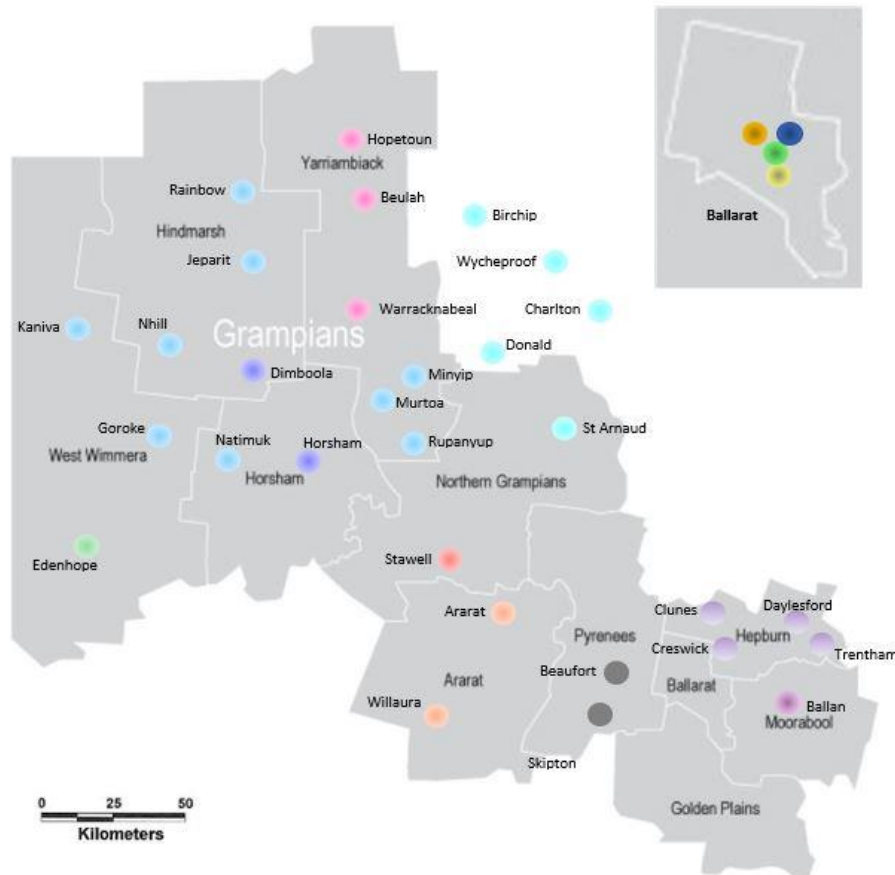 Hopetoun
Yarriambiack
Rainbow
Beulah
Birchip
Ballarat
Hindmarsh
Jeparit
Wycheproof
Warracknabeal
Charlton
Kaniva
Nhill
Grampians
Donald
Dimboola
Minyip
Murtoa
Goroke
Natimuk
Horsham
Rupanyup
St Arnaud
West Wimmera
Horsham
Northern Grampians
Edenhope
Stawell
Ararat
Clunes
Daylesford
Pyrenees
Hepburn
Creswick
Trentham
Beaufort
Ararat
Ballarat
Willaura
Ballan
Moorabool
Skipton
Golden Plains
0 25 50
Kilometers